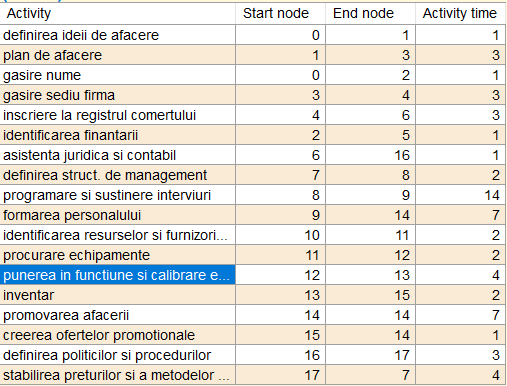 Activity Start node End node Activity time
definirea ideii de afacere 0 1 1
plan de afacere 1 3 3
gasire nume 0 2 1
gasire sediu firma 3 4 3
inscriere la registrul comertului 4 6 3
identificarea finantarii 2 5 1
asistenta juridica si contabil 6 16 1
definirea struct. de management 7 8 2
programare si sustinere interviuri 8 9 14
formarea personalului 9 14 7
identificarea resurselor si furnizori... 10 11 2
procurare echipamente 11 12 2
punerea in functiune si calibrare e... 12 13 4
inventar 13 15 2
promovarea afacerii 14 14 7
creerea ofertelor promotionale 15 14 1
definirea politicilor si procedurilor 16 17 3
stabilirea preturilor si a metodelor ... 17 7 4